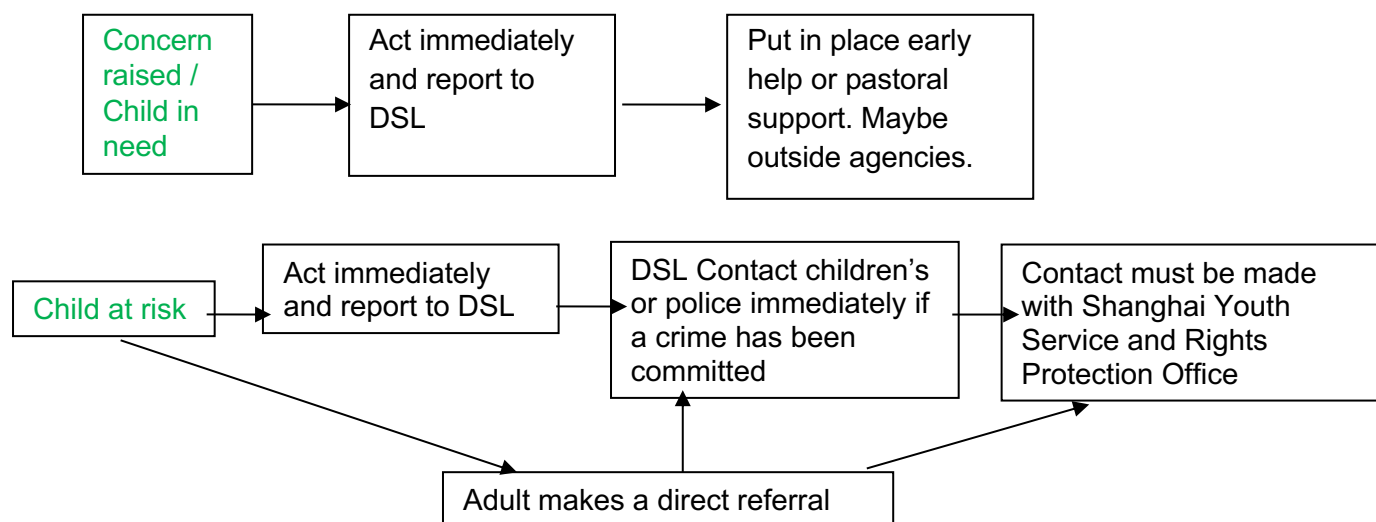 Concern
raised /
Child in
need
Act immediately
and report to
DSL
Put in place early
help or pastoral
support. Maybe
outside agencies.
Child at risk
Act immediately
and report to DSL
DSL Contact children’s
or police immediately if
a crime has been
committed
Contact must be made
with Shanghai Youth
Service and Rights
Protection Office
Adult makes a direct referral